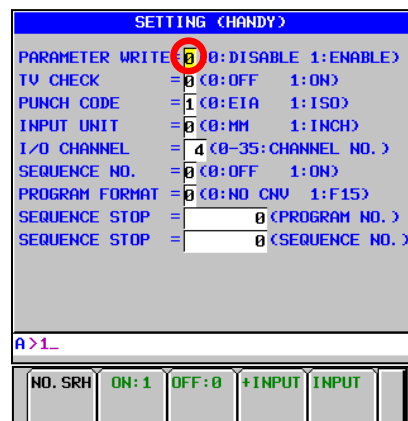 SETTING (HANDY)
PARAMETER WRITE=0(0:DISABLE 1:ENABLE)
TV CHECK =0(0:OFF 1:ON)
PUNCH CODE =1(0:EIA 1:ISO)
INPUT UNIT =0(0:MM 1:INCH)
I/O CHANNEL = 4(0-35:CHANNEL NO.)
SEQUENCE NO. =0(0:OFF 1:ON)
PROGRAM FORMAT =0(0:NO CNV 1:F15)
SEQUENCE STOP = 0(PROGRAM NO.)
SEQUENCE STOP = 0(SEQUENCE NO.)
A>1_
NO.SRH ON:1 OFF:0 +INPUT INPUT